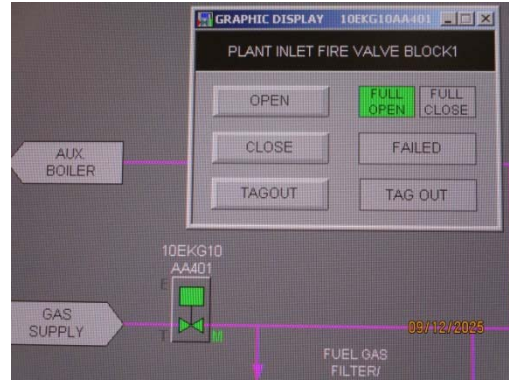 GRAPHIC DISPLAY 10EKG10AA401
PLANT INLET FIRE VALVE BLOCK1
OPEN
FULL OPEN
FULL CLOSE
CLOSE
FAILED
TAGOUT
TAG OUT
AUX.
BOILER
10EKG10
AA401
E
T
M
GAS
SUPPLY
09/12/2025
FUEL GAS
FILTER/